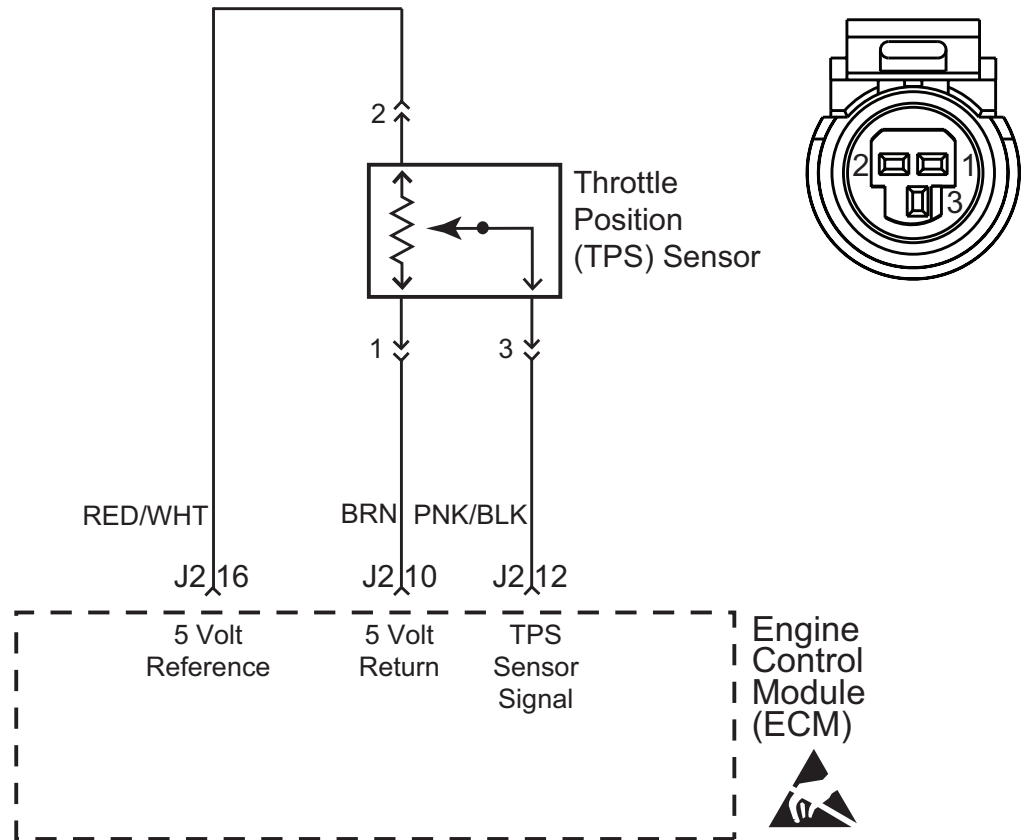 2
Throttle
Position
(TPS) Sensor
2
1
3
1
3
RED/WHT
BRN
PNK/BLK
J2 16
J2 10
J2 12
5 Volt
Reference
5 Volt
Return
TPS
Sensor
Signal
Engine
Control
Module
(ECM)